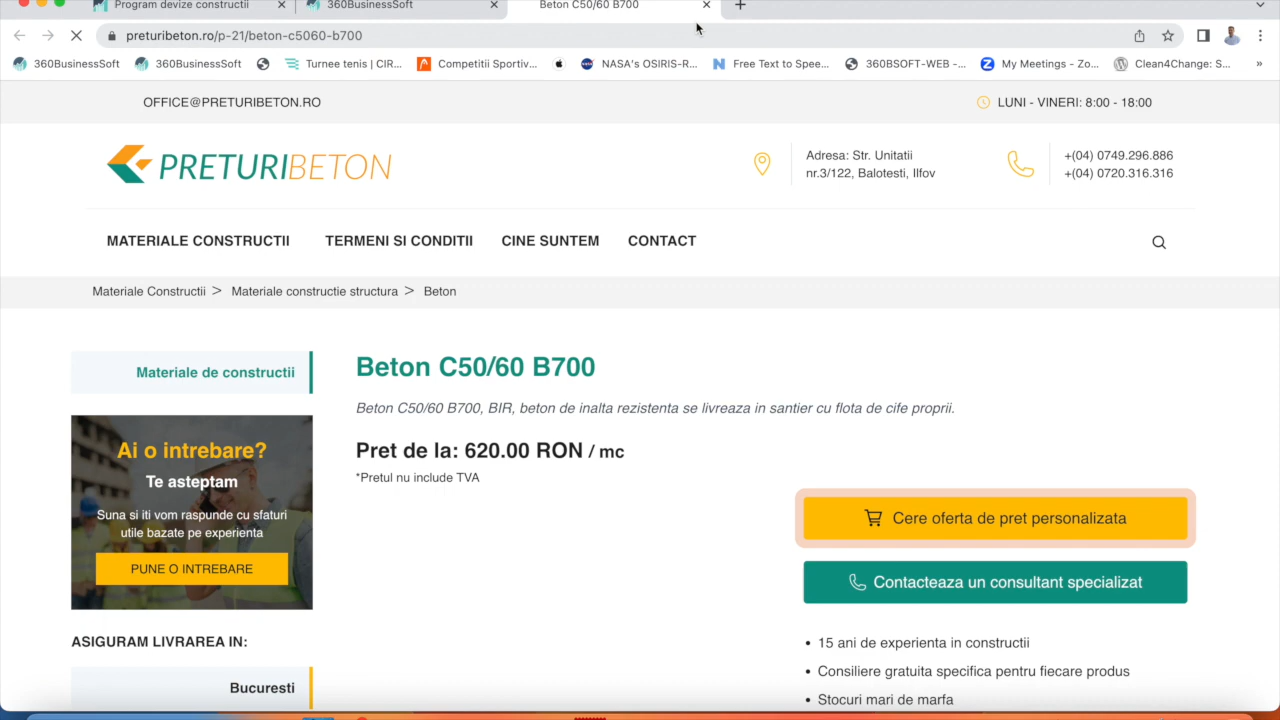 Program devize constructii
360BusinessSoft
Beton C50/60 B700
preturibeton.ro/p-21/beton-c5060-b700
360BusinessSoft
360BusinessSoft
Turnee tenis | CIR...
Competitii Sportiv...
NASA's OSIRIS-R...
Free Text to Spee...
360BSOFT-WEB -...
My Meetings - Zo...
Clean4Change: S...
»
OFFICE@PRETURIBETON.RO
LUNI - VINERI: 8:00 - 18:00
PRETURIBETON
Adresa: Str. Unitatii
nr.3/122, Balotesti, Ilfov
+(04) 0749.296.886
+(04) 0720.316.316
MATERIALE CONSTRUCTII
TERMENI SI CONDITII
CINE SUNTEM
CONTACT
Materiale Constructii > Materiale constructie structura > Beton
Materiale de constructii
Ai o intrebare?
Te asteptam
Suna si iti vom raspunde cu sfaturi
utile bazate pe experienta
PUNE O INTREBARE
ASIGURAM LIVRAREA IN:
Bucuresti
Beton C50/60 B700
Beton C50/60 B700, BIR, beton de inalta rezistenta se livreaza in santier cu flota de cife proprii.
Pret de la: 620.00 RON / mc
*Pretul nu include TVA
Cere oferta de pret personalizata
Contacteaza un consultant specializat
• 15 ani de experienta in constructii
• Consiliere gratuita specifica pentru fiecare produs
• Stocuri mari de marfa